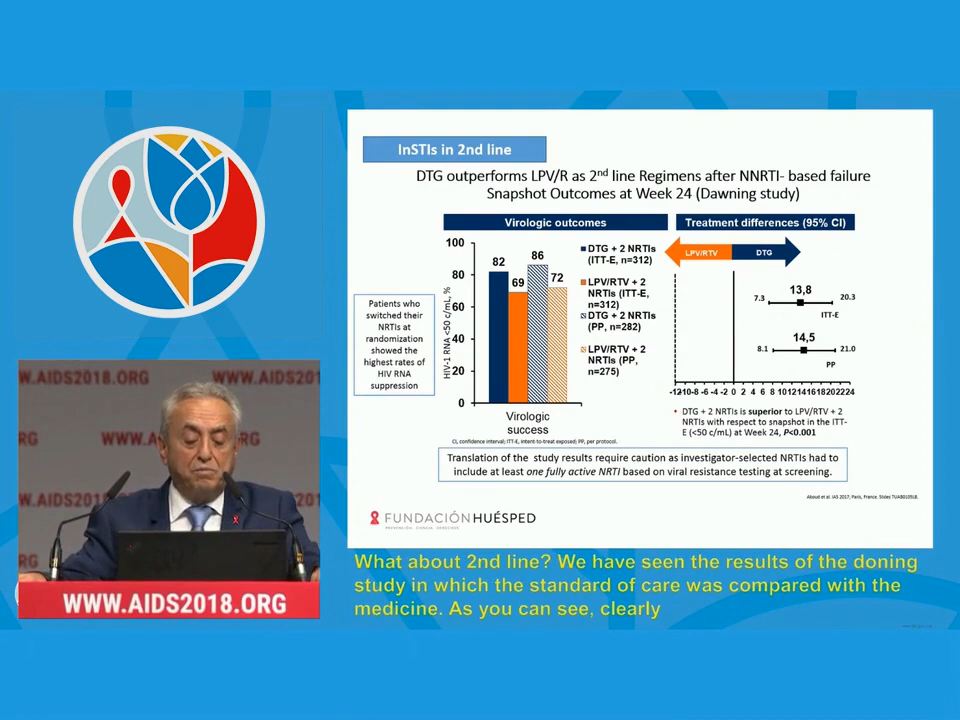 InSTIs in 2nd line
DTG outperforms LPV/R as 2nd line Regimens after NNRTI- based failure
Snapshot Outcomes at Week 24 (Dawning study)
Virologic outcomes
Treatment differences (95% CI)
Patients who
switched their
NRTIs at
randomization
showed the
highest rates of
HIV RNA
suppression
HIV-1 RNA <50 c/mL, %
100
80
60
40
20
0
82
69
86
72
Virologic
success
DTG + 2 NRTIs
(ITT-E, n=312)
LPV/RTV + 2
NRTIs (ITT-E,
n=312)
DTG + 2 NRTIs
(PP, n=282)
LPV/RTV + 2
NRTIs (PP,
n=275)
LPV/RTV
DTG
13,8
7.3
20.3
ITT-E
14,5
8.1
21.0
PP
-12-10-8 -6 -4 -2 0 2 4 6 8 10 12 14 16 18 20 22 24
CI, confidence interval; ITT-E, intent-to-treat exposed; PP, per protocol.
• DTG + 2 NRTIs is superior to LPV/RTV + 2
NRTIs with respect to snapshot in the ITT-
E (<50 c/mL) at Week 24, P<0.001
Translation of the study results require caution as investigator-selected NRTIs had to
include at least one fully active NRTI based on viral resistance testing at screening.
Aboud et al. IAS 2017; Paris, France. Slides TUAB0105LB.
FUNDACIÓN HUÉSPED
W.AIDS2018.ORG
WWW.AIDS201
RG
WWW.AIDS2018.ORG
What about 2nd line? We have seen the results of the doning
study in which the standard of care was compared with the
medicine. As you can see, clearly